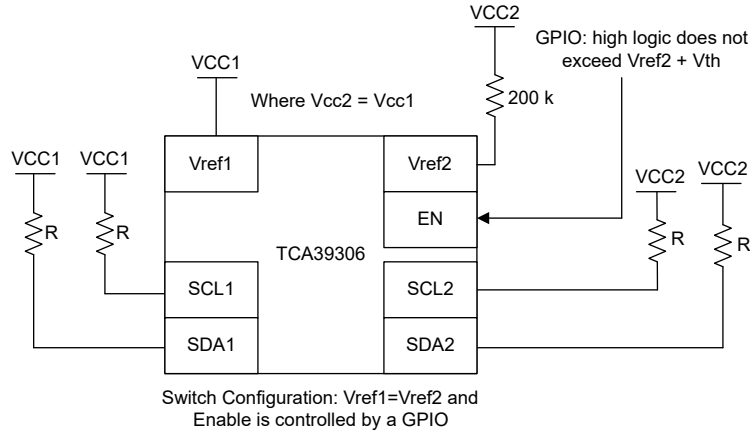 VCC2
GPIO: high logic does not
exceed Vref2 + Vth
VCC1
Where Vcc2 = Vcc1
200 k
VCC1
VCC1
Vref1
Vref2
VCC2
VCC2
EN
R
R
TCA39306
R
R
SCL1
SCL2
SDA1
SDA2
Switch Configuration: Vref1=Vref2 and
Enable is controlled by a GPIO